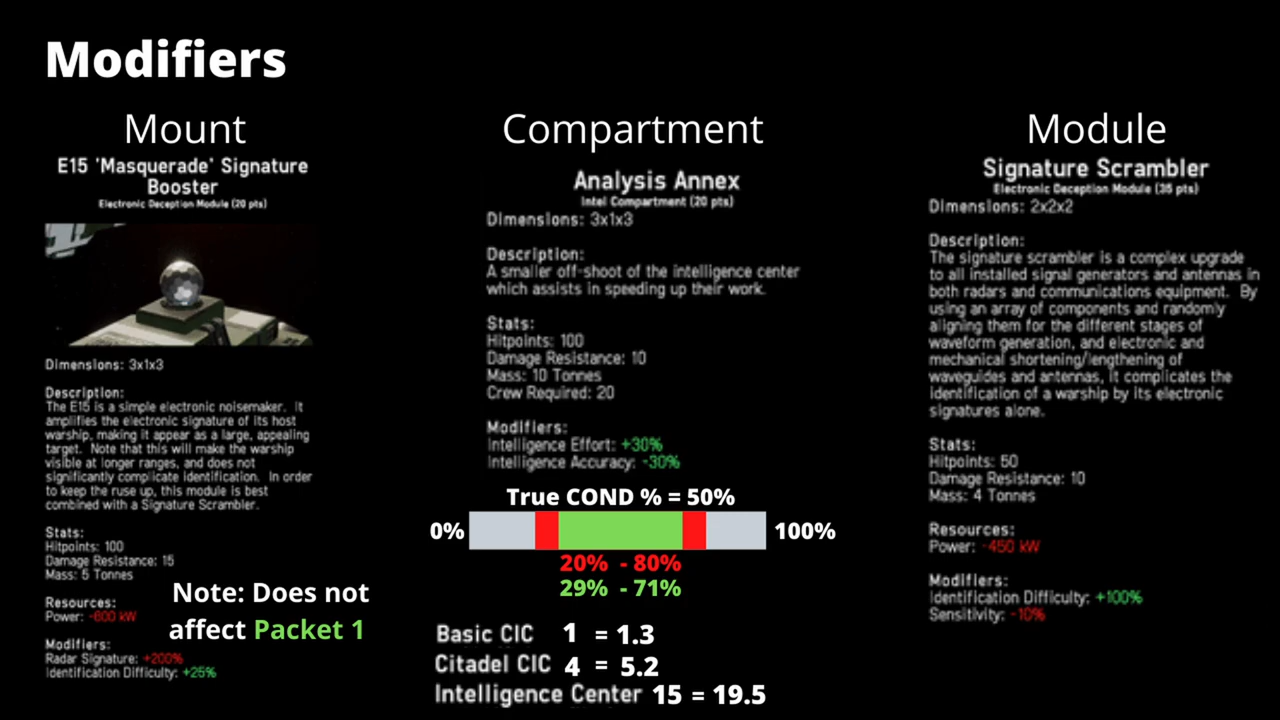 Modifiers
Mount
E15 'Masquerade' Signature
Booster
Electronic Deception Module (20 pts)
Dimensions: 3x1x3
Description:
The E15 is a simple electronic noisemaker. It
amplifies the electronic signature of its host
warship, making it appear as a large, appealing
target. Note that this will make the warship
visible at longer ranges, and does not
significantly complicate identification. In order
to keep the ruse up, this module is best
combined with a Signature Scrambler.
Stats:
Hitpoints: 100
Damage Resistance: 15
Mass: 5 Tonnes
Resources:
Power: -600 kW
Modifiers:
Radar Signature: +200%
Identification Difficulty: +25%
Note: Does not
affect Packet 1
Compartment
Analysis Annex
Intel Compartment (20 pts)
Dimensions: 3x1x3
Description:
A smaller off-shoot of the intelligence center
which assists in speeding up their work.
Stats:
Hitpoints: 100
Damage Resistance: 10
Mass: 10 Tonnes
Crew Required: 20
Modifiers:
Intelligence Effort: +30%
Intelligence Accuracy: -30%
True COND % = 50%
0% 100%
20% - 80%
29% - 71%
Basic CIC 1 = 1.3
Citadel CIC 4 = 5.2
Intelligence Center 15 = 19.5
Module
Signature Scrambler
Electronic Deception Module (35 pts)
Dimensions: 2x2x2
Description:
The signature scrambler is a complex upgrade
to all installed signal generators and antennas in
both radars and communications equipment. By
using an array of components and randomly
aligning them for the different stages of
waveform generation, and electronic and
mechanical shortening/lengthening of
waveguides and antennas, it complicates the
identification of a warship by its electronic
signatures alone.
Stats:
Hitpoints: 50
Damage Resistance: 10
Mass: 4 Tonnes
Resources:
Power: -450 kW
Modifiers:
Identification Difficulty: +100%
Sensitivity: -10%